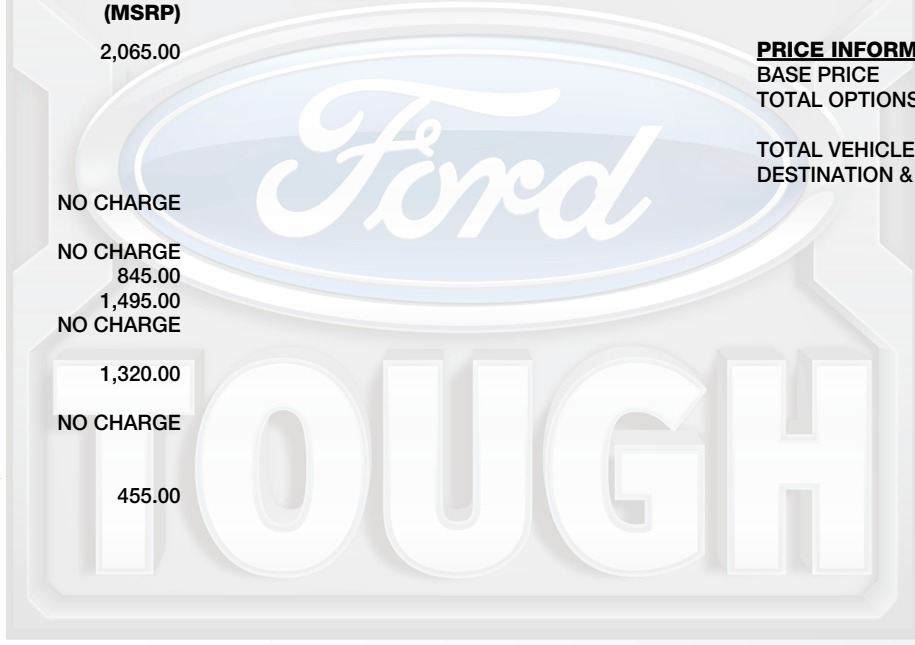 (MSRP)
2,065.00
NO CHARGE
NO CHARGE
845.00
1,495.00
NO CHARGE
1,320.00
NO CHARGE
455.00
PRICE INFORM
BASE PRICE
TOTAL OPTIONS
TOTAL VEHICLE
DESTINATION &
Ford
TOUGH